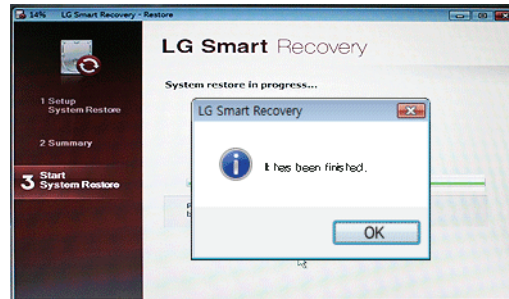 14% LG Smart Recovery - Restore
LG Smart Recovery
System restore in progress...
1 Setup
System Restore
2 Summary
3 Start
System Restore
LG Smart Recovery
It has been finished.
OK